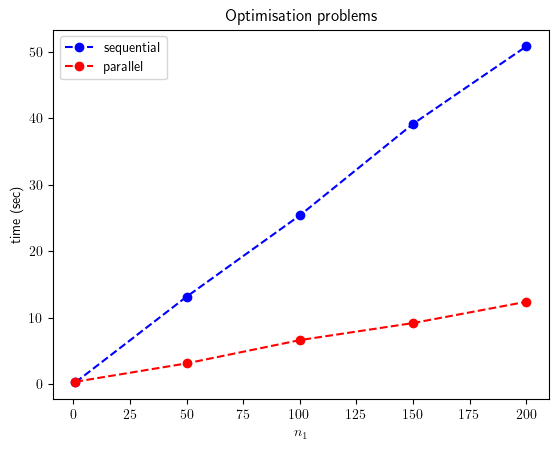 Optimisation problems
sequential
parallel
50
40
30
20
10
0
time (sec)
0 25 50 75 100 125 150 175 200
n₁